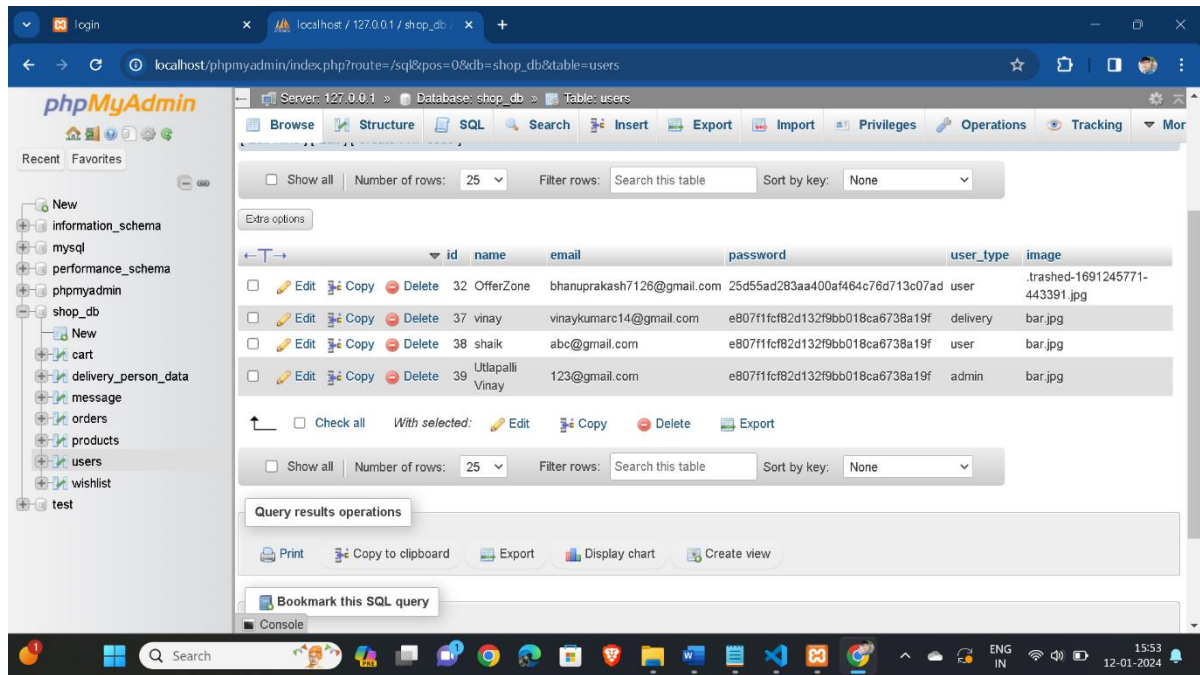 login
localhost / 127.0.0.1 / shop_db /
localhost/phpmyadmin/index.php?route=/sql&pos=0&db=shop_db&table=users
phpMyAdmin
Recent Favorites
New
information_schema
mysql
performance_schema
phpmyadmin
shop_db
New
cart
delivery_person_data
message
orders
products
users
wishlist
test
Server: 127.0.0.1 » Database: shop_db » Table: users
Browse Structure SQL Search Insert Export Import Privileges Operations Tracking Mor
Show all Number of rows: 25 Filter rows: Search this table Sort by key: None
Extra options
←T→ id name email password user_type image
Edit Copy Delete 32 OfferZone bhanuprakash7126@gmail.com 25d55ad283aa400af464c76d713c07ad user .trashed-1691245771-
443391.jpg
Edit Copy Delete 37 vinay vinaykumarc14@gmail.com e807f1fcf82d132f9bb018ca6738a19f delivery bar.jpg
Edit Copy Delete 38 shaik abc@gmail.com e807f1fcf82d132f9bb018ca6738a19f user bar.jpg
Edit Copy Delete 39 Utlapalli
Vinay 123@gmail.com e807f1fcf82d132f9bb018ca6738a19f admin bar.jpg
Check all With selected: Edit Copy Delete Export
Show all Number of rows: 25 Filter rows: Search this table Sort by key: None
Query results operations
Print Copy to clipboard Export Display chart Create view
Bookmark this SQL query
Console
1 Search PRE ENG
IN 15:53
12-01-2024